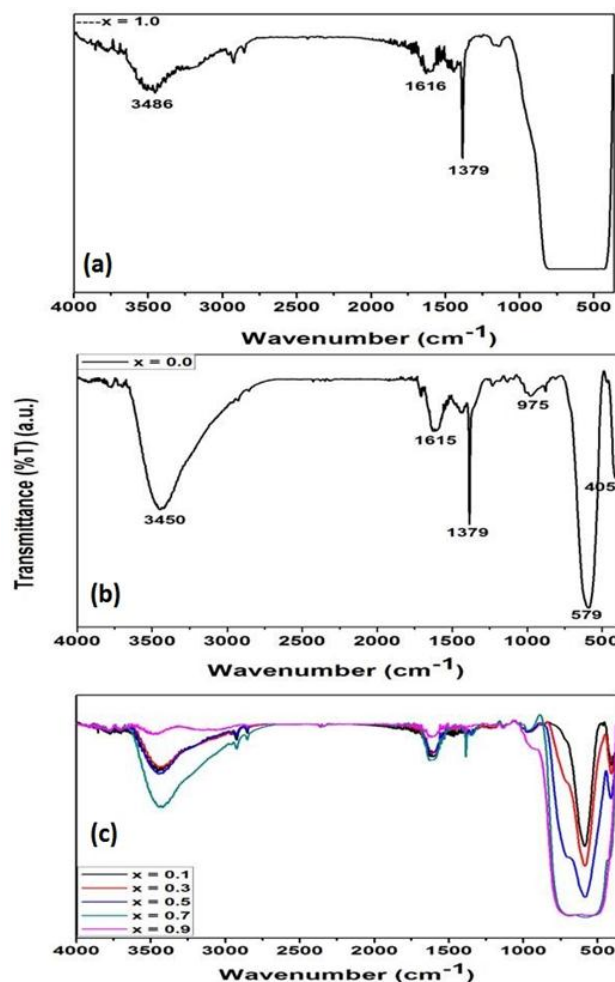 ----x = 1.0
3486
1616
1379
(a)
4000 3500 3000 2500 2000 1500 1000 500
Wavenumber (cm⁻¹)
Transmittance (%T) (a.u.)
x = 0.0
3450
1615
1379
975
579
405
(b)
4000 3500 3000 2500 2000 1500 1000 500
Wavenumber (cm⁻¹)
(c)
x = 0.1
x = 0.3
x = 0.5
x = 0.7
x = 0.9
4000 3500 3000 2500 2000 1500 1000 500
Wavenumber (cm⁻¹)